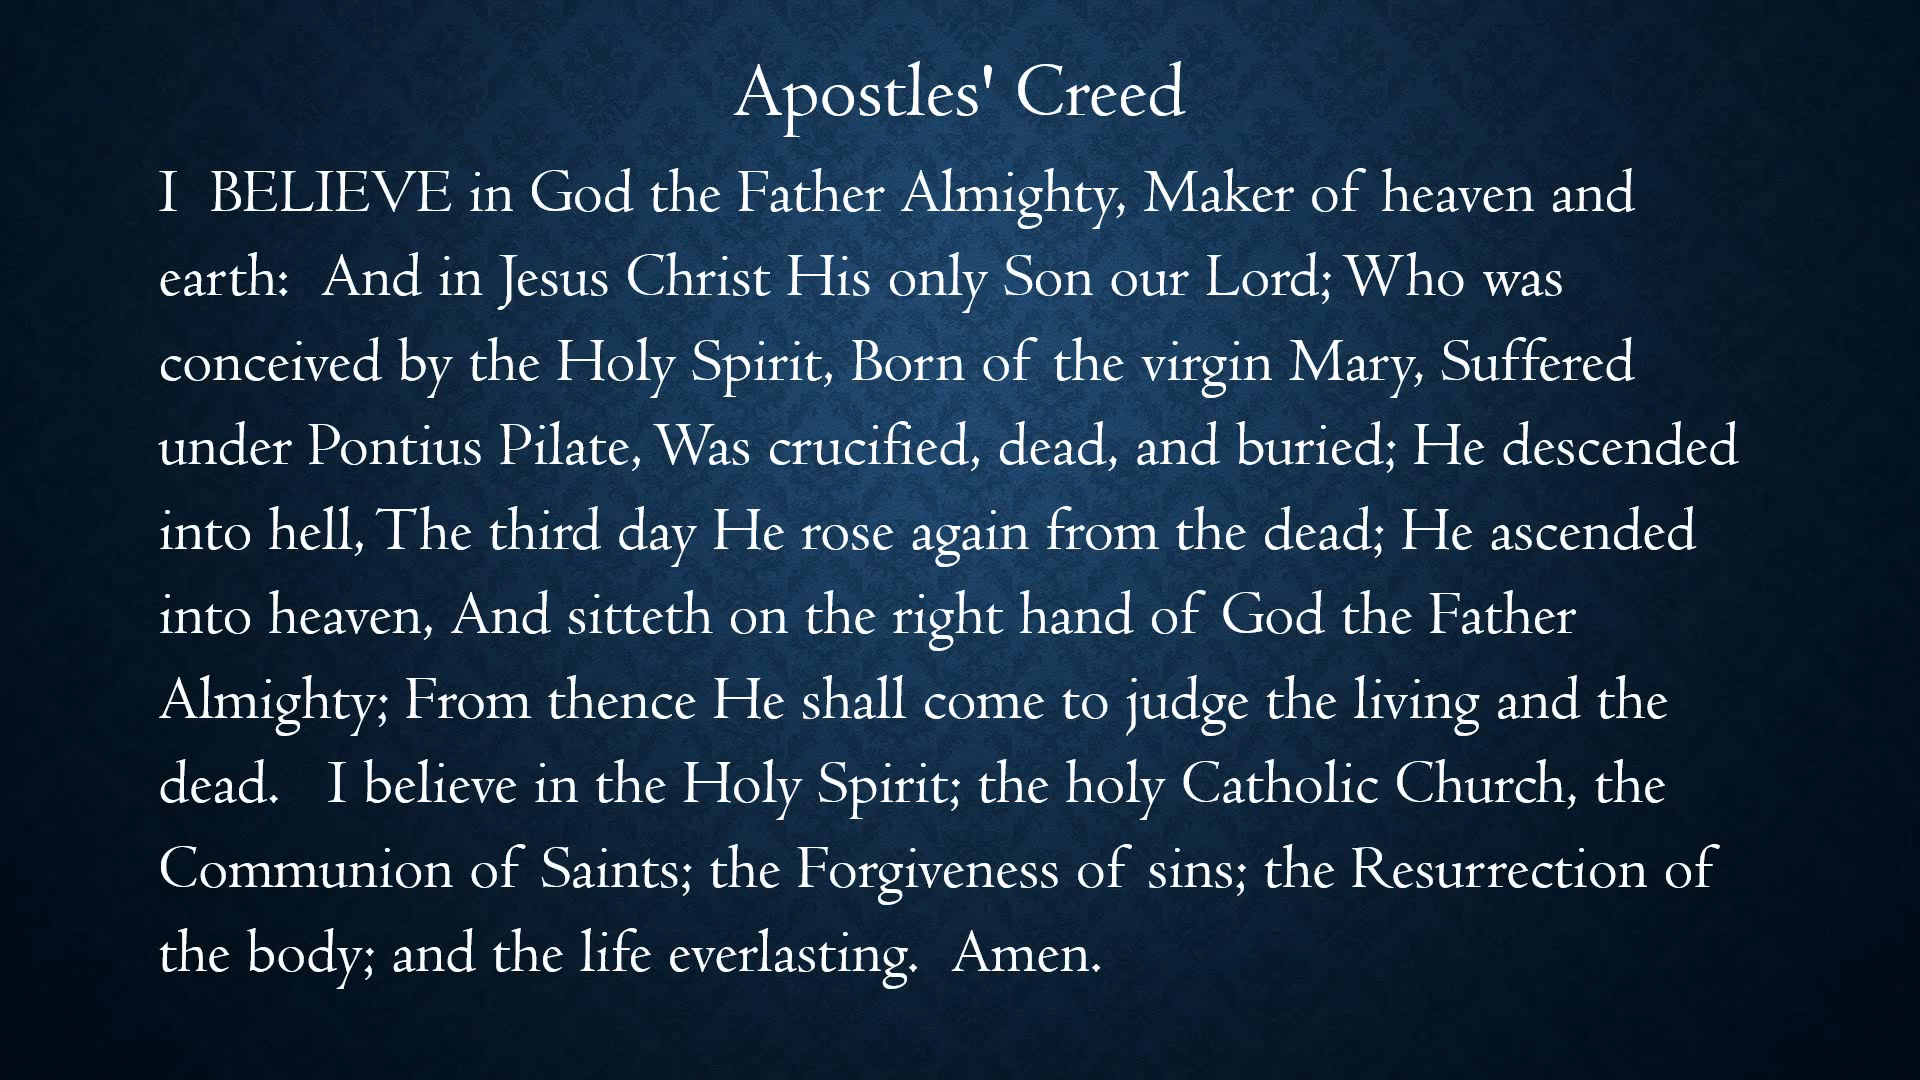 Apostles' Creed
I BELIEVE in God the Father Almighty, Maker of heaven and
earth: And in Jesus Christ His only Son our Lord; Who was
conceived by the Holy Spirit, Born of the virgin Mary, Suffered
under Pontius Pilate, Was crucified, dead, and buried; He descended
into hell, The third day He rose again from the dead; He ascended
into heaven, And sitteth on the right hand of God the Father
Almighty; From thence He shall come to judge the living and the
dead. I believe in the Holy Spirit; the holy Catholic Church, the
Communion of Saints; the Forgiveness of sins; the Resurrection of
the body; and the life everlasting. Amen.